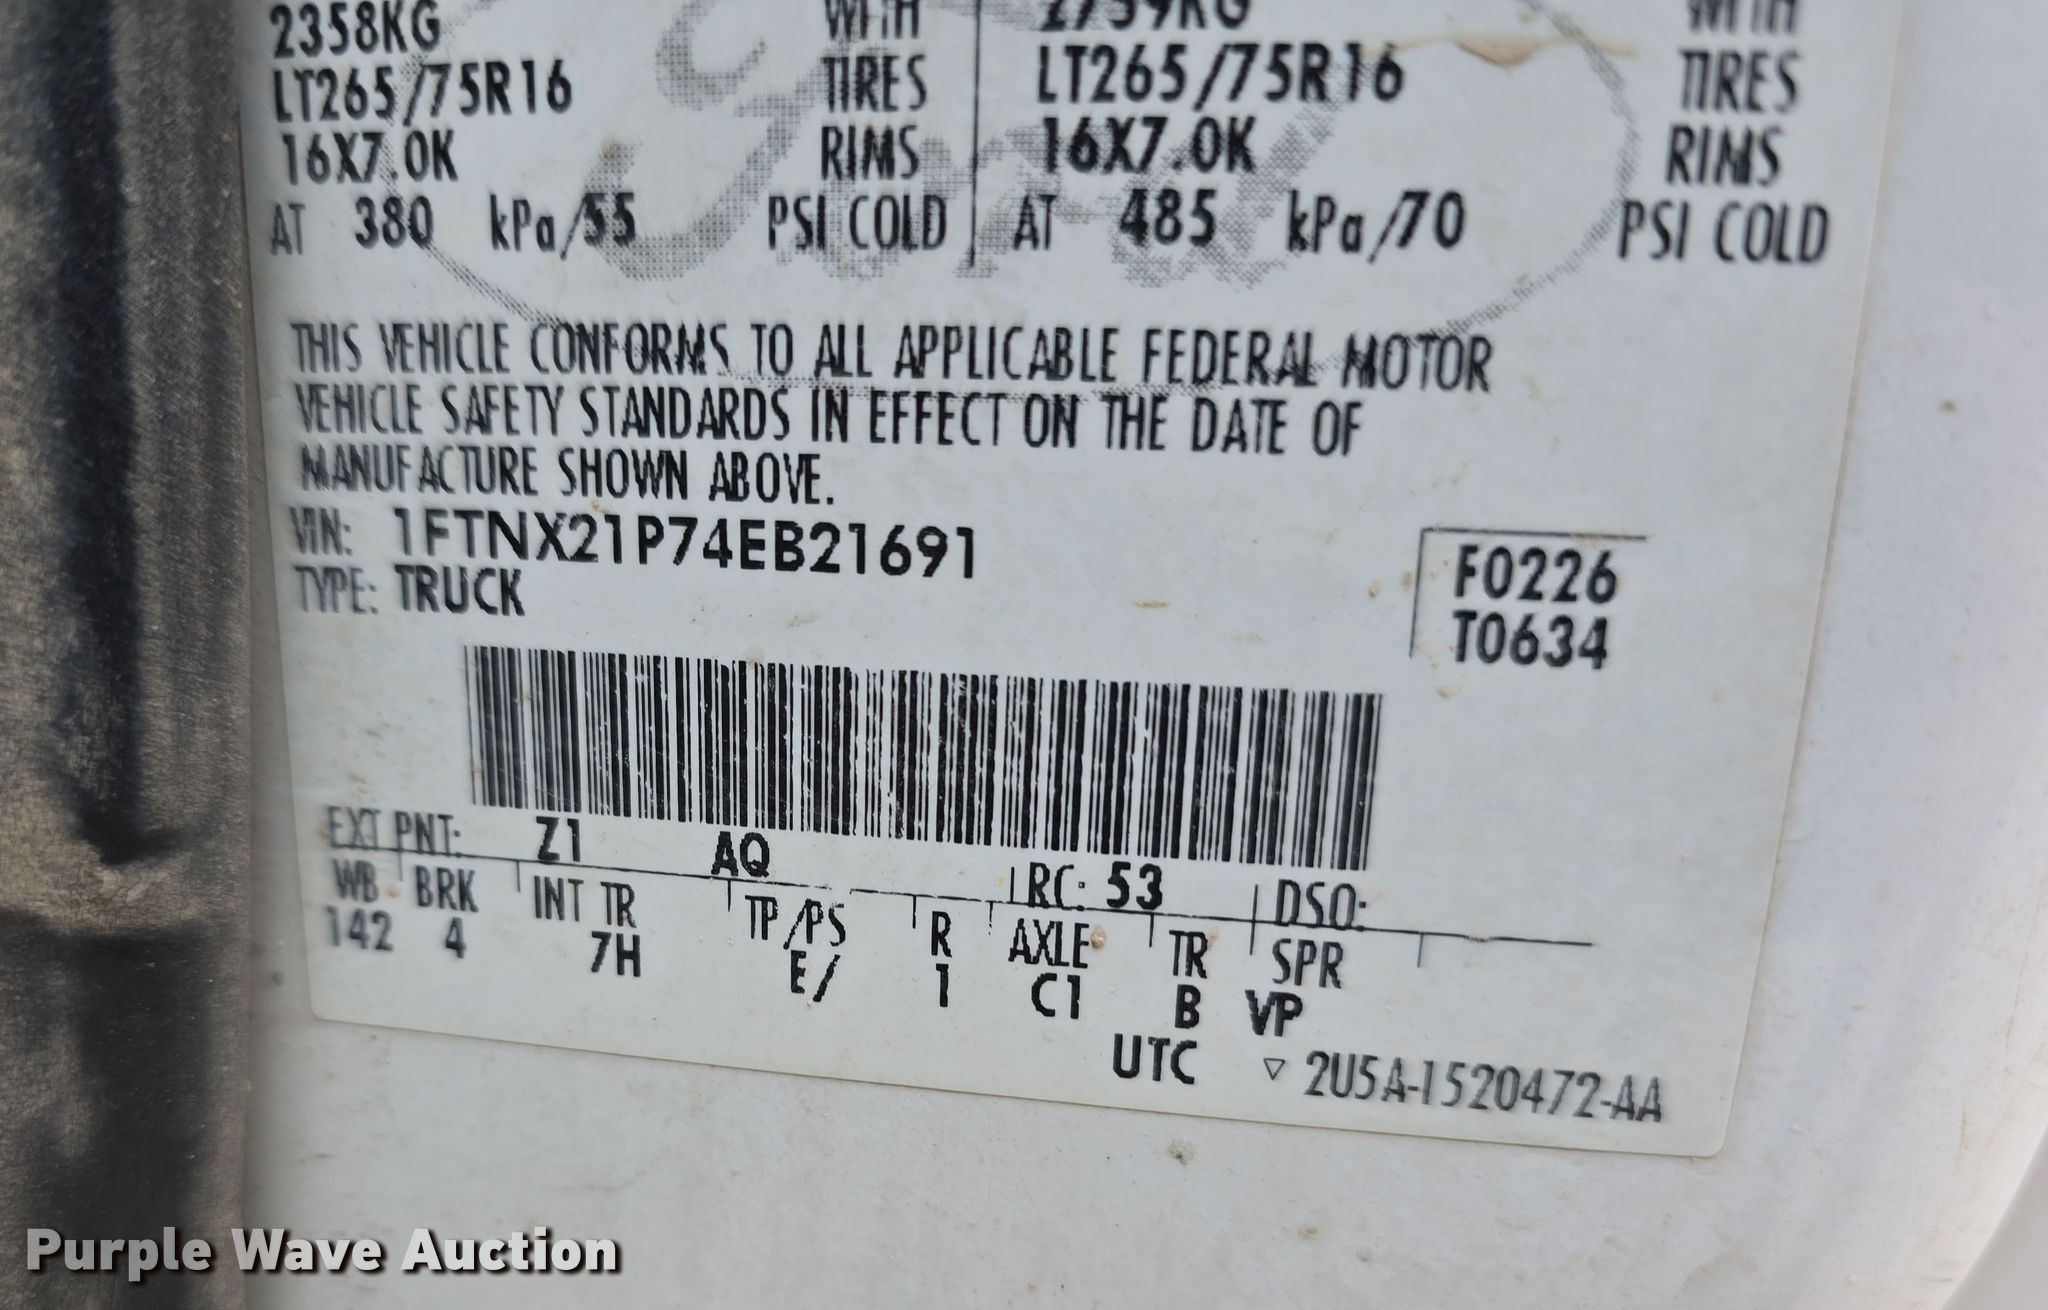 2358KG WITH 2759KG WITH
LT265/75R16 TIRES LT265/75R16 TIRES
16X7.0K RIMS 16X7.0K RIMS
AT 380 kPa/55 PSI COLD AT 485 kPa/70 PSI COLD
THIS VEHICLE CONFORMS TO ALL APPLICABLE FEDERAL MOTOR
VEHICLE SAFETY STANDARDS IN EFFECT ON THE DATE OF
MANUFACTURE SHOWN ABOVE.
VIN: 1FTNX21P74EB21691
TYPE: TRUCK
F0226
T0634
EXT PNT: Z1 AQ RC: 53 DSO:
WB BRK INT TR TP/PS R AXLE TR SPR
142 4 7H E/ 1 C1 B VP
UTC ▽ 2U5A-1520472-AA
Purple Wave Auction